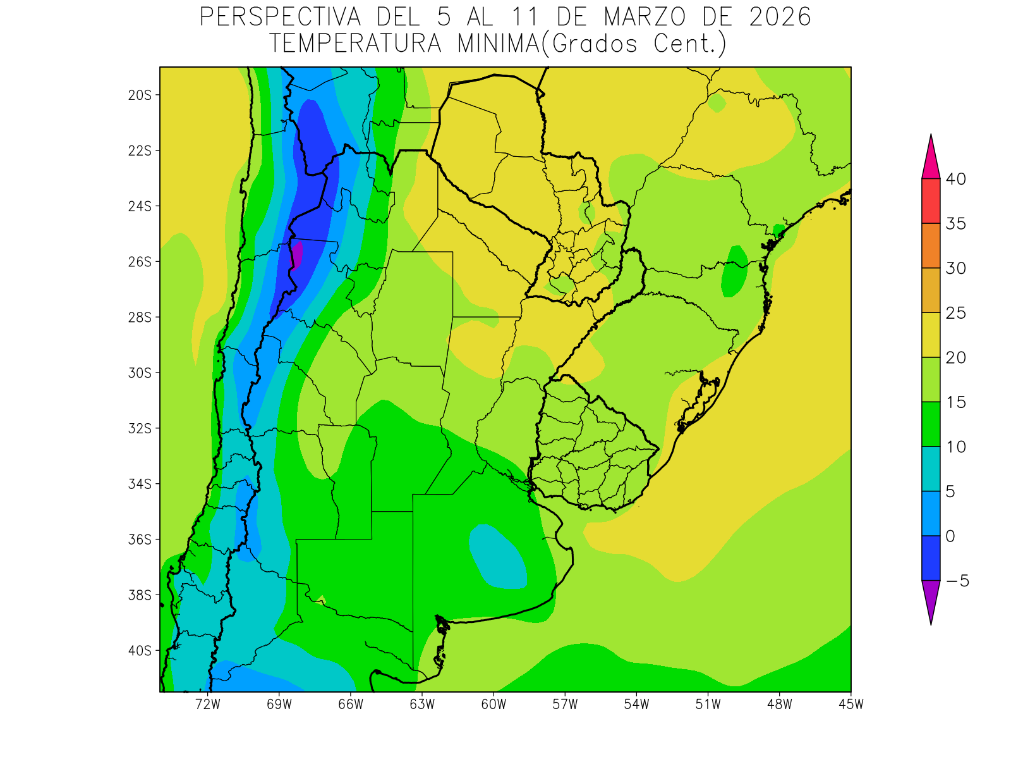 PERSPECTIVA DEL 5 AL 11 DE MARZO DE 2026
TEMPERATURA MINIMA(Grados Cent.)
20S
22S
24S
26S
28S
30S
32S
34S
36S
38S
40S
72W 69W 66W 63W 60W 57W 54W 51W 48W 45W
40
35
30
25
20
15
10
5
0
−5